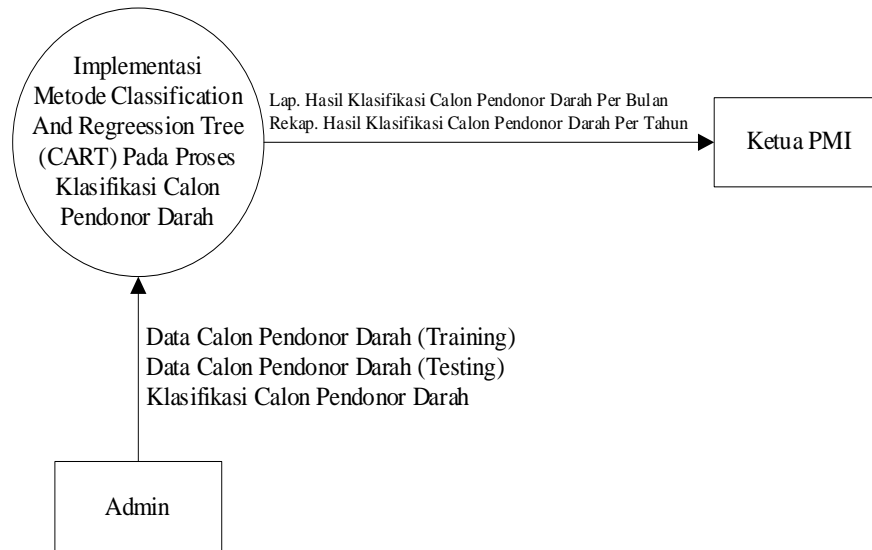 Implementasi
Metode Classification
And Regreession Tree
(CART) Pada Proses
Klasifikasi Calon
Pendonor Darah
Lap. Hasil Klasifikasi Calon Pendonor Darah Per Bulan
Rekap. Hasil Klasifikasi Calon Pendonor Darah Per Tahun
Ketua PMI
Data Calon Pendonor Darah (Training)
Data Calon Pendonor Darah (Testing)
Klasifikasi Calon Pendonor Darah
Admin